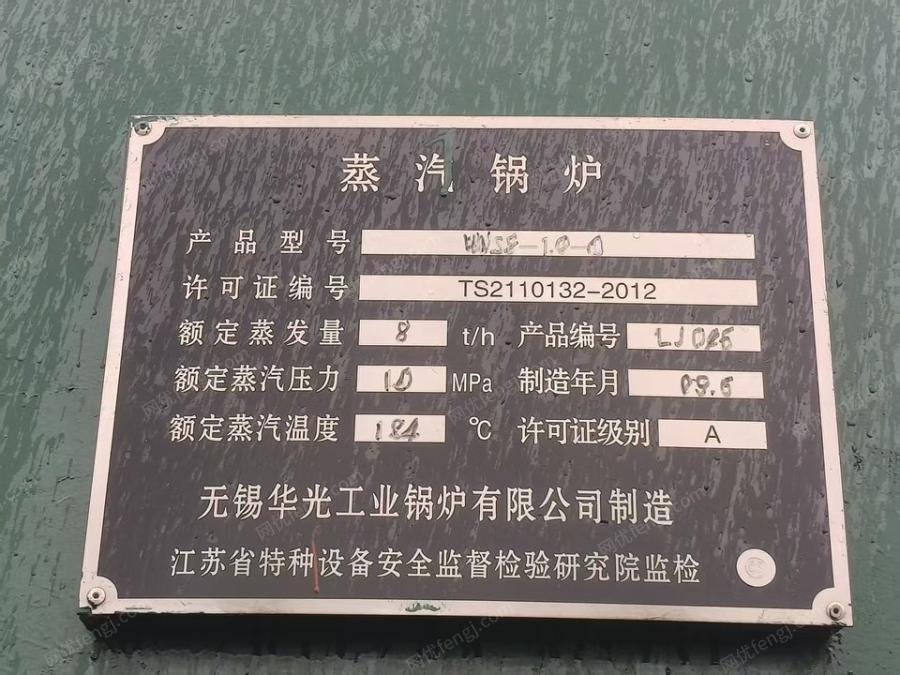 蒸汽锅炉
产品型号
许可证编号 TS2110132-2012
额定蒸发量 8 t/h 产品编号
额定蒸汽压力 1.0 MPa 制造年月 09.6
额定蒸汽温度 184 ℃ 许可证级别 A
无锡华光工业锅炉有限公司制造
江苏省特种设备安全监督检验研究院监检